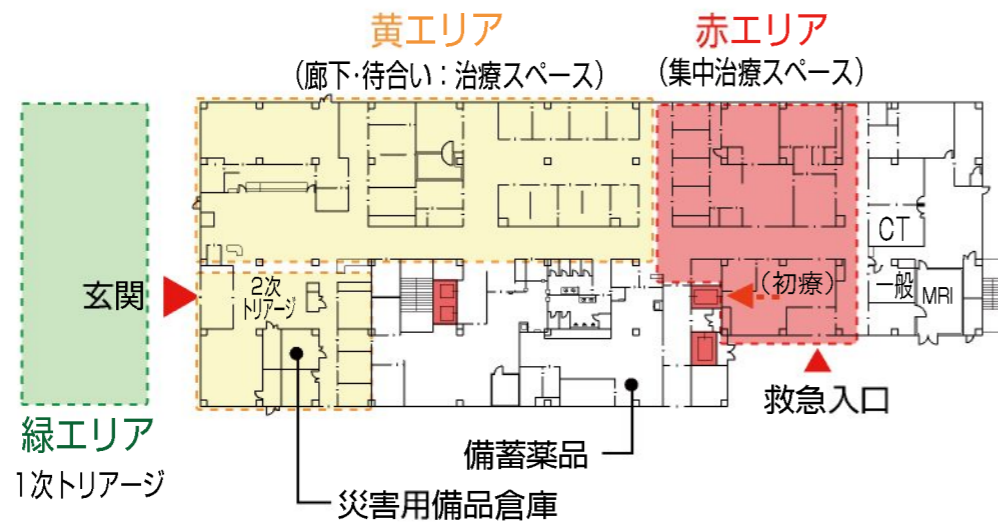 黄エリア
(廊下･待合い：治療スペース)
赤エリア
(集中治療スペース)
CT
玄関
2次
トリアージ
(初療)
一般
MRI
救急入口
緑エリア
1次トリアージ
備蓄薬品
災害用備品倉庫